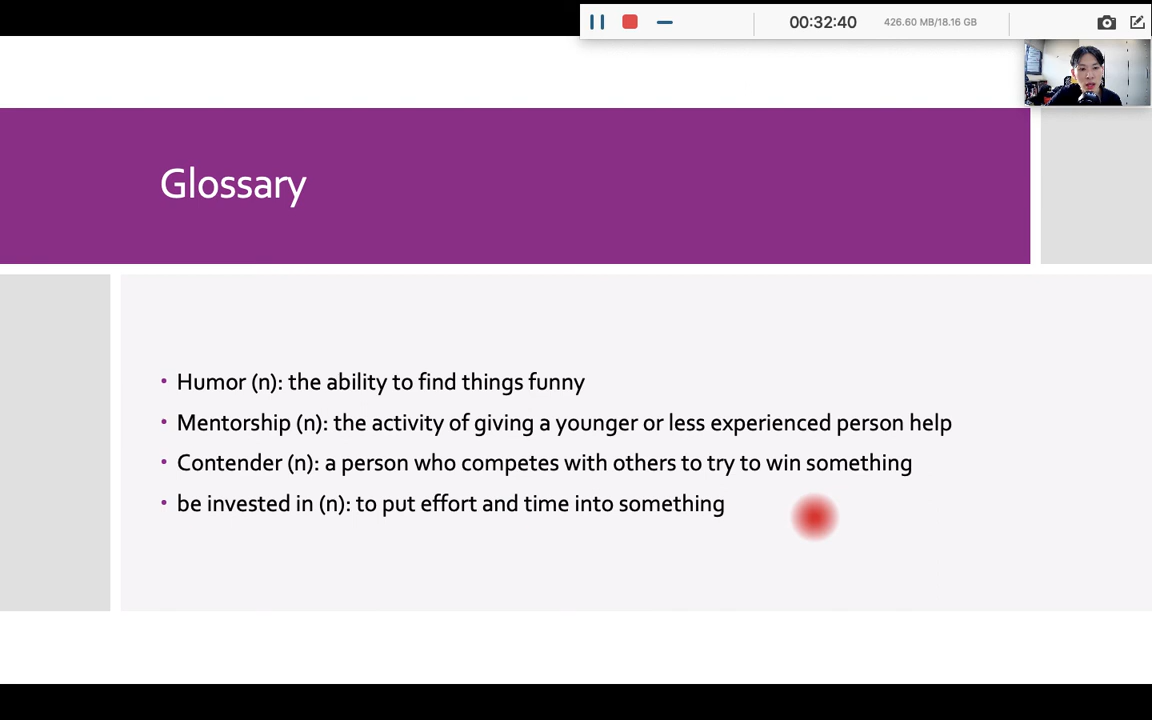 00:32:40
426.60 MB/18.16 GB
Glossary
• Humor (n): the ability to find things funny
• Mentorship (n): the activity of giving a younger or less experienced person help
• Contender (n): a person who competes with others to try to win something
• be invested in (n): to put effort and time into something